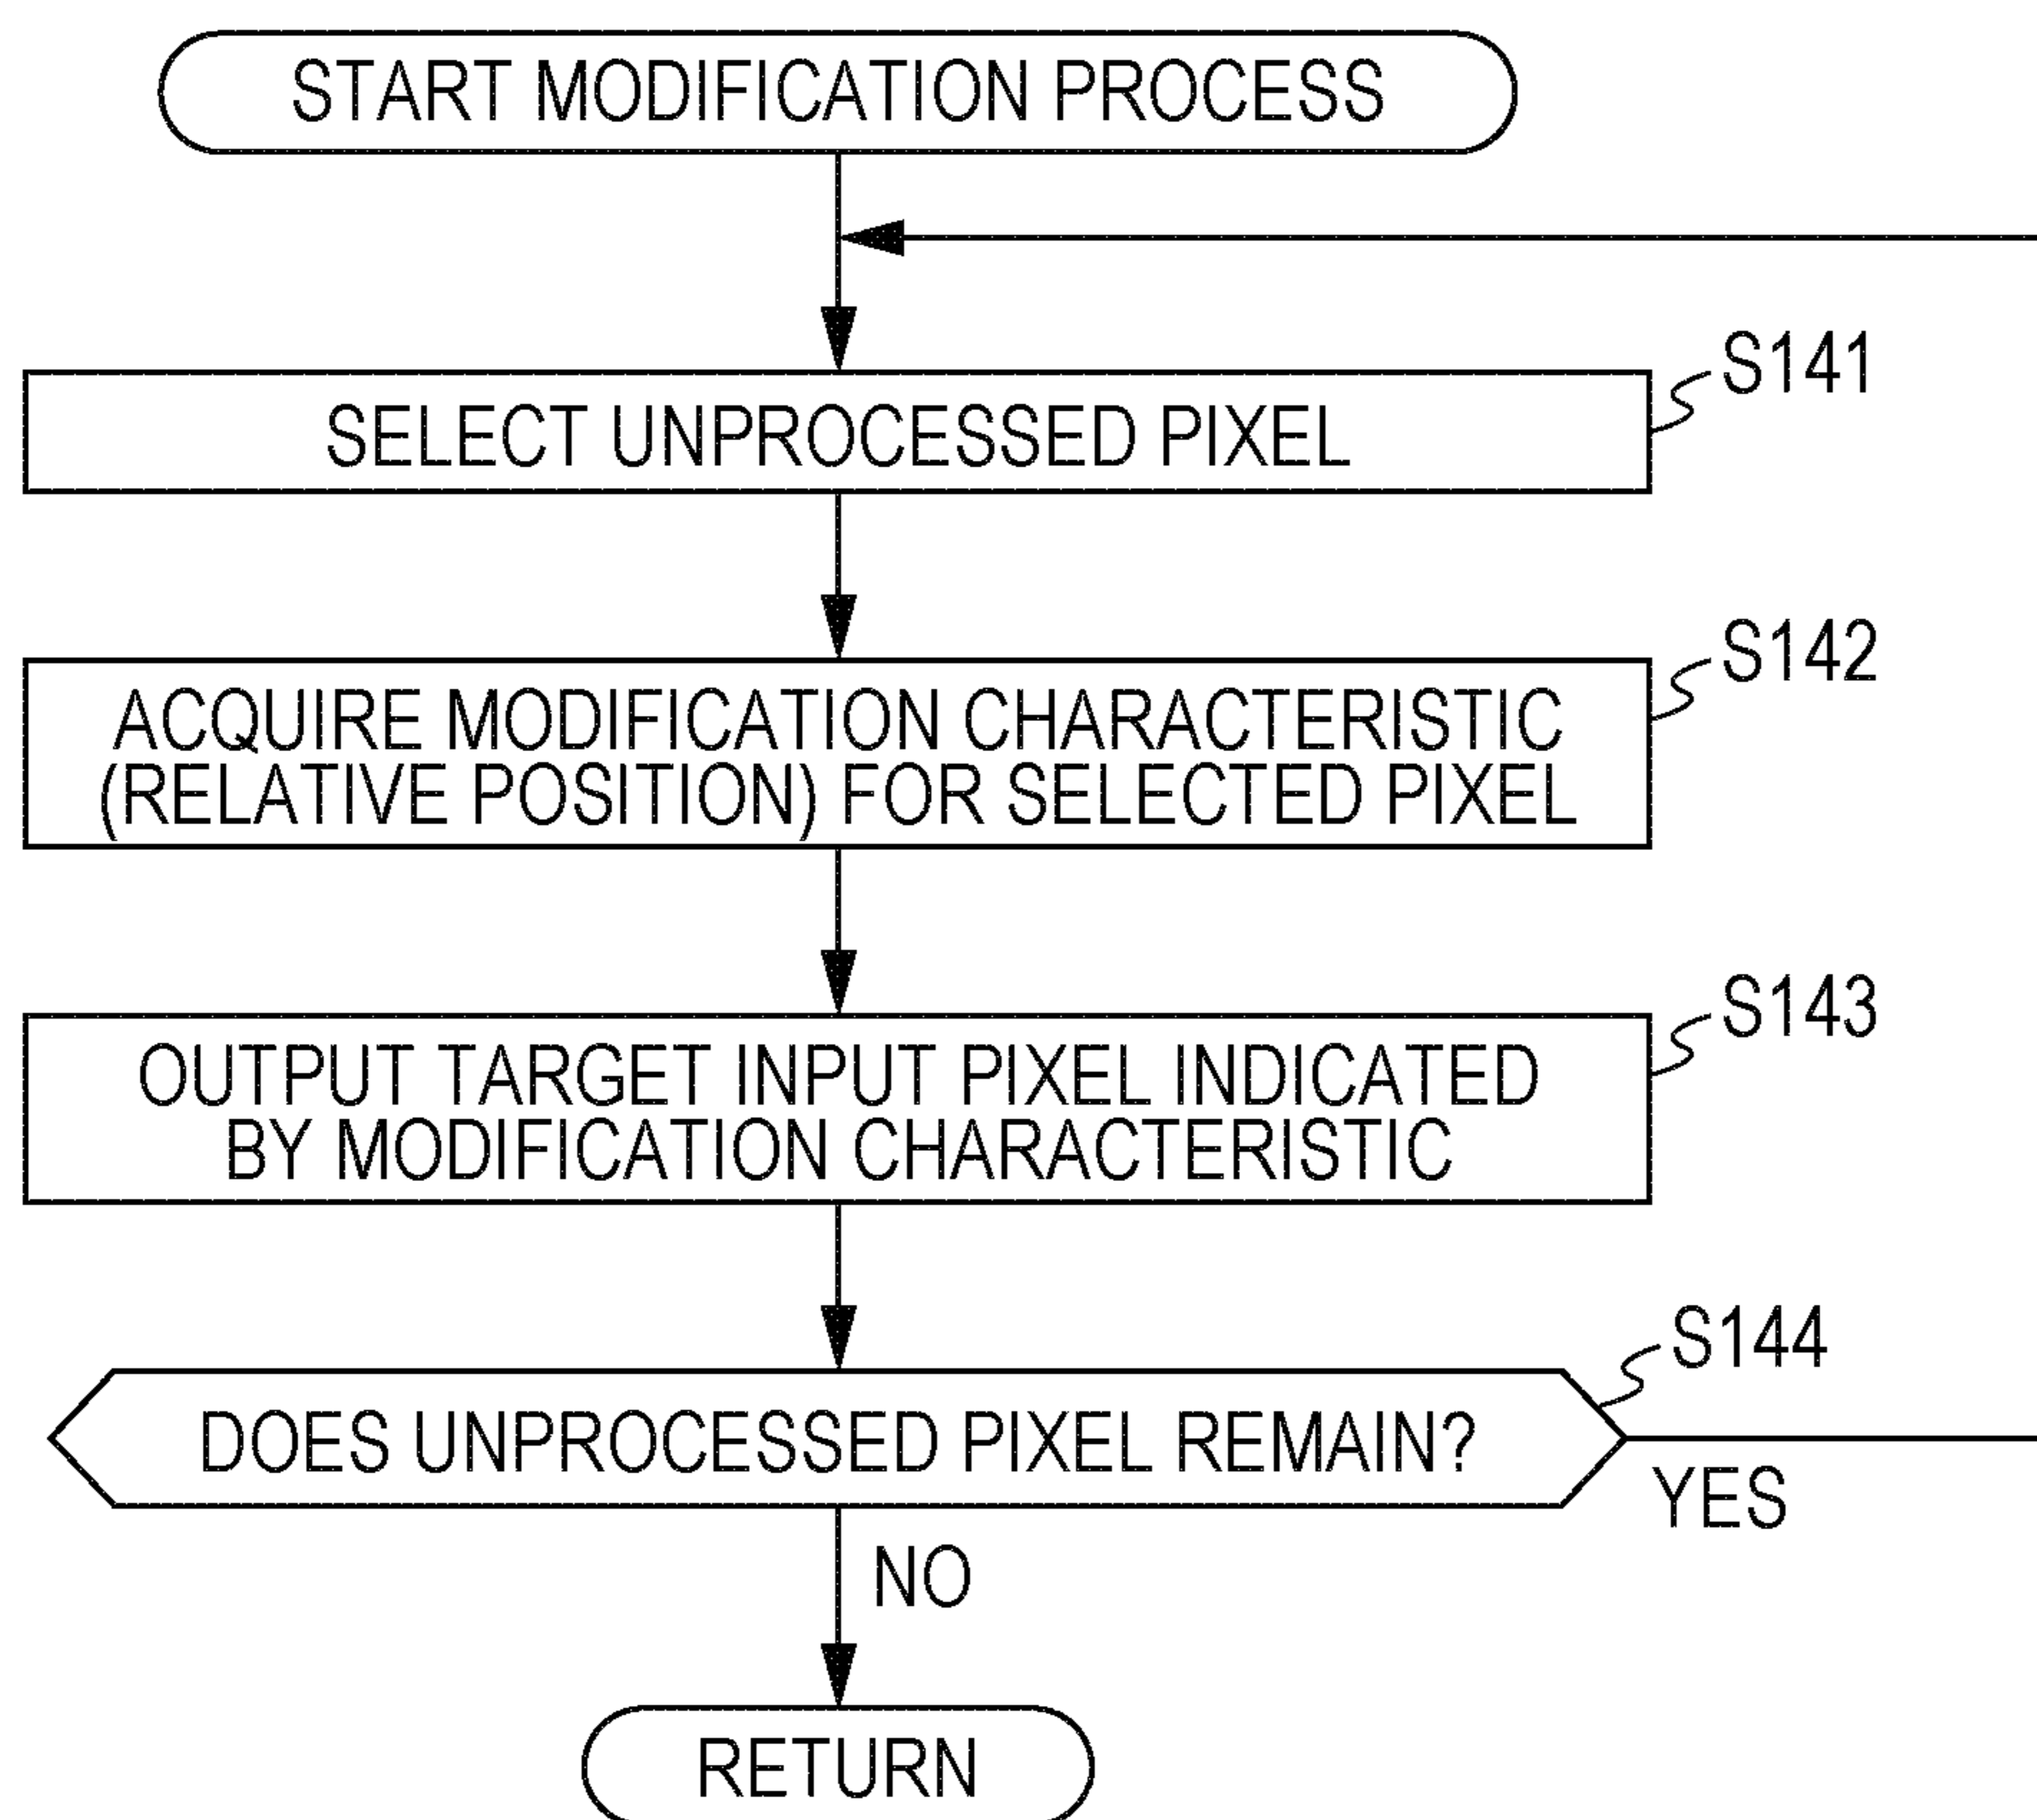 START MODIFICATION PROCESS
S141
SELECT UNPROCESSED PIXEL
S142
ACQUIRE MODIFICATION CHARACTERISTIC
(RELATIVE POSITION) FOR SELECTED PIXEL
S143
OUTPUT TARGET INPUT PIXEL INDICATED
BY MODIFICATION CHARACTERISTIC
S144
DOES UNPROCESSED PIXEL REMAIN?
YES
NO
RETURN